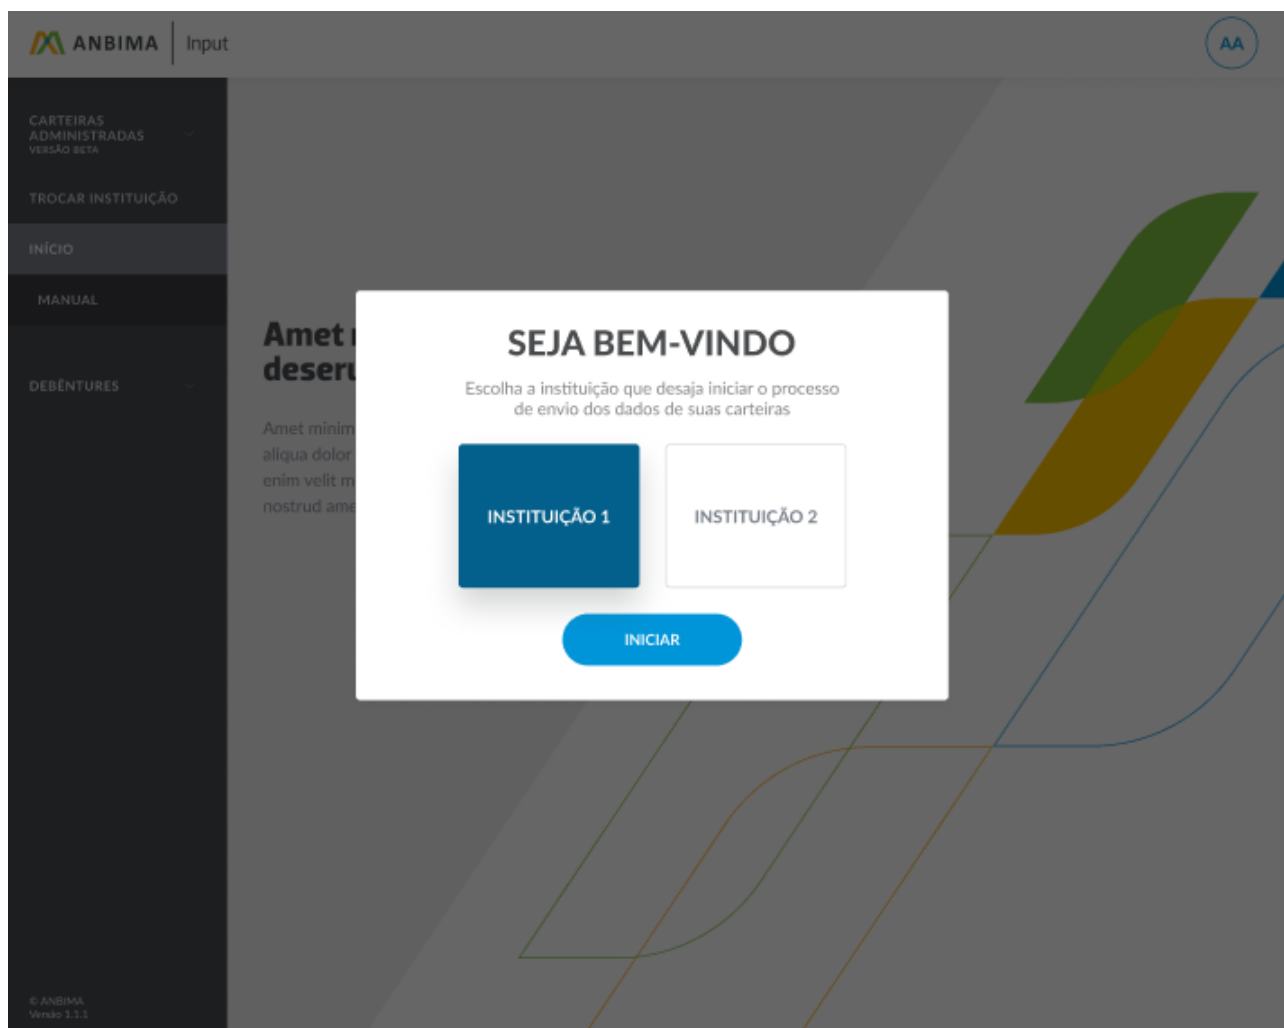 ANBIMA Input
AA
CARTEIRAS
ADMINISTRADAS
VERSÃO BETA
TROCAR INSTITUIÇÃO
INÍCIO
MANUAL
DEBÊNTURES
Amet
deseru
Amet minim
aliqua dolor
enim velit m
nostrud ame
SEJA BEM-VINDO
Escolha a instituição que desaja iniciar o processo
de envio dos dados de suas carteiras
INSTITUIÇÃO 1
INSTITUIÇÃO 2
INICIAR
© ANBIMA
Versão 1.1.1